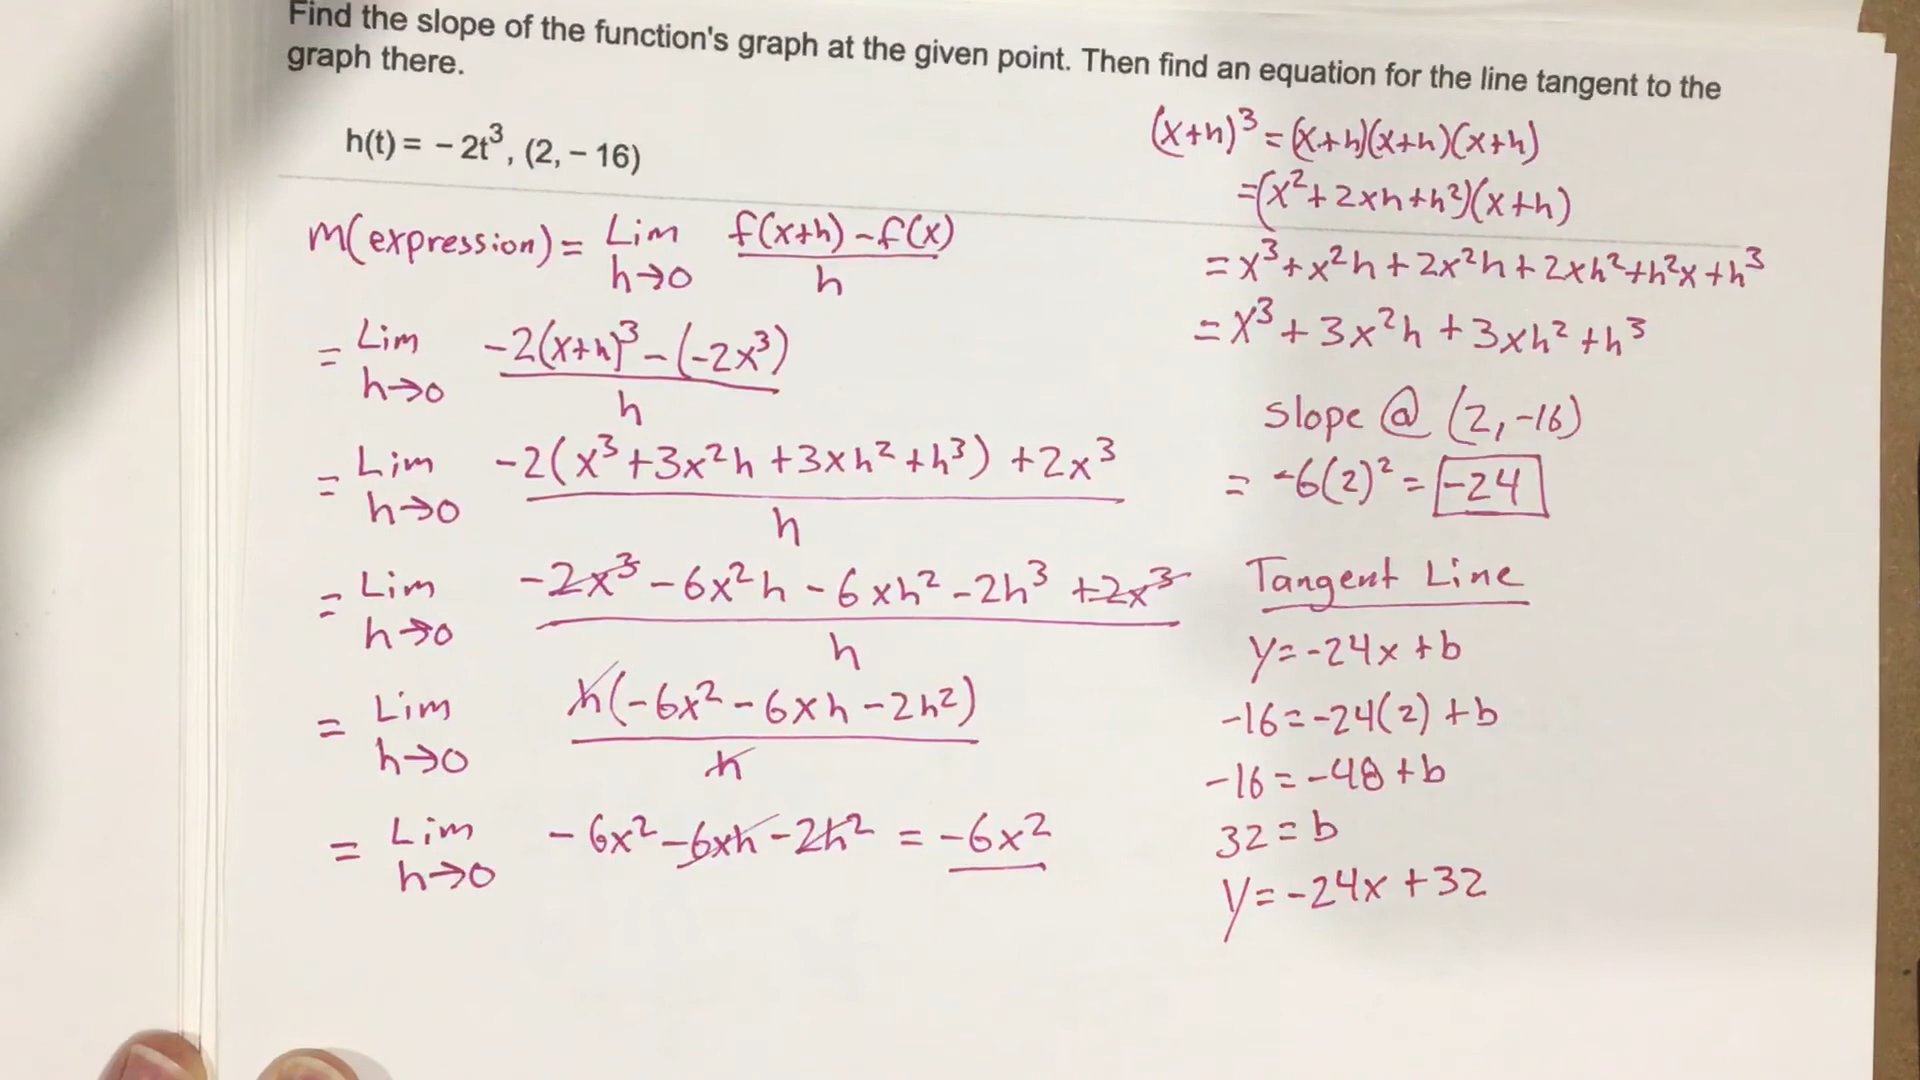 Find the slope of the function's graph at the given point. Then find an equation for the line tangent to the
graph there.
h(t) = − 2t³, (2, − 16)
m(expression) = Lim h→0 f(x+h) − f(x) / h
= Lim h→0 −2(x+h)³ − (−2x³) / h
= Lim h→0 −2(x³ + 3x²h + 3xh² + h³) + 2x³ / h
= Lim h→0 −2x³ − 6x²h − 6xh² − 2h³ + 2x³ / h
= Lim h→0 h(−6x² − 6xh − 2h²) / h
= Lim h→0 −6x² − 6xh − 2h² = −6x²
(x+h)³ = (x+h)(x+h)(x+h)
= (x² + 2xh + h²)(x+h)
= x³ + x²h + 2x²h + 2xh² + h²x + h³
= x³ + 3x²h + 3xh² + h³
Slope @ (2, −16)
= −6(2)² = −24
Tangent Line
y = −24x + b
−16 = −24(2) + b
−16 = −48 + b
32 = b
y = −24x + 32